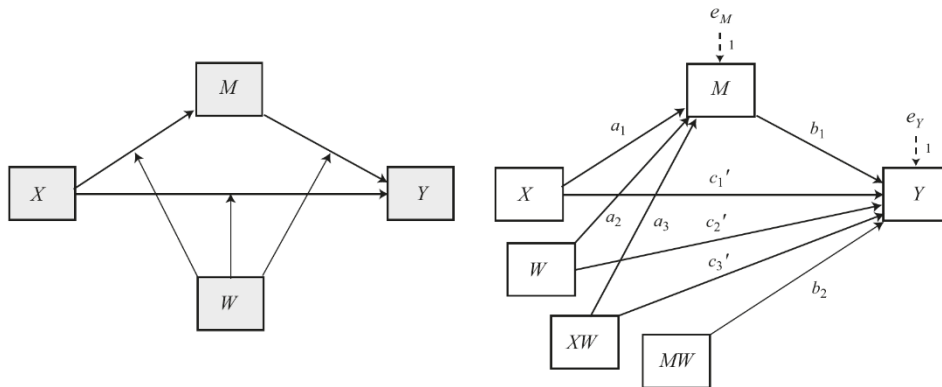 M
X
Y
W
e_M
1
M
a_1
b_1
e_Y
1
X
c_1′
Y
a_2
a_3
c_2′
W
c_3′
b_2
XW
MW